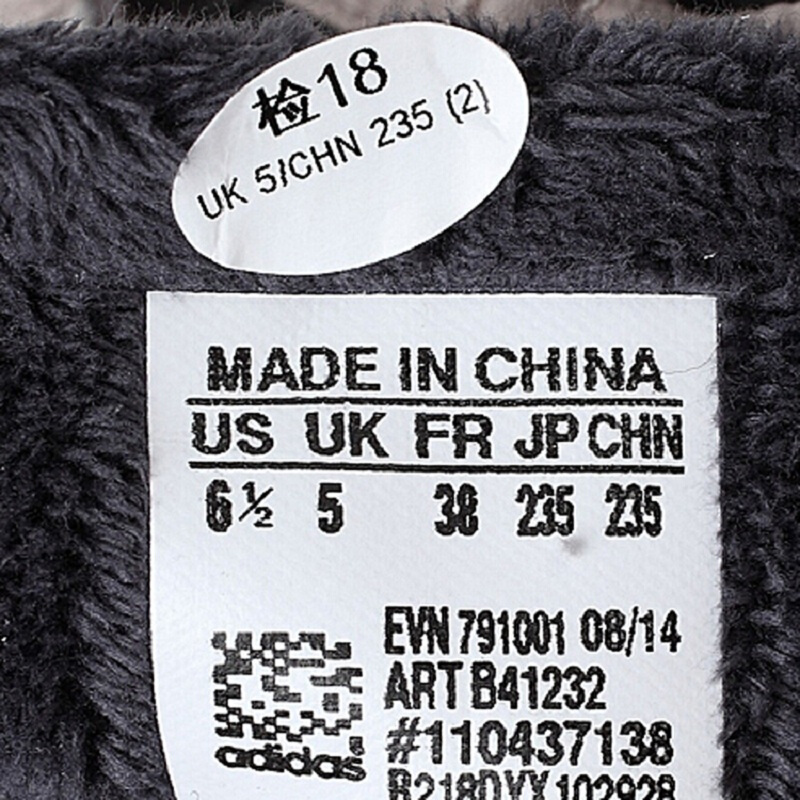 检18
UK 5/CHN 235 (2)
MADE IN CHINA
US UK FR JP CHN
6½ 5 38 235 235
EVN 791001 08/14
ART B41232
#110437138
adidas
B218DYX102928